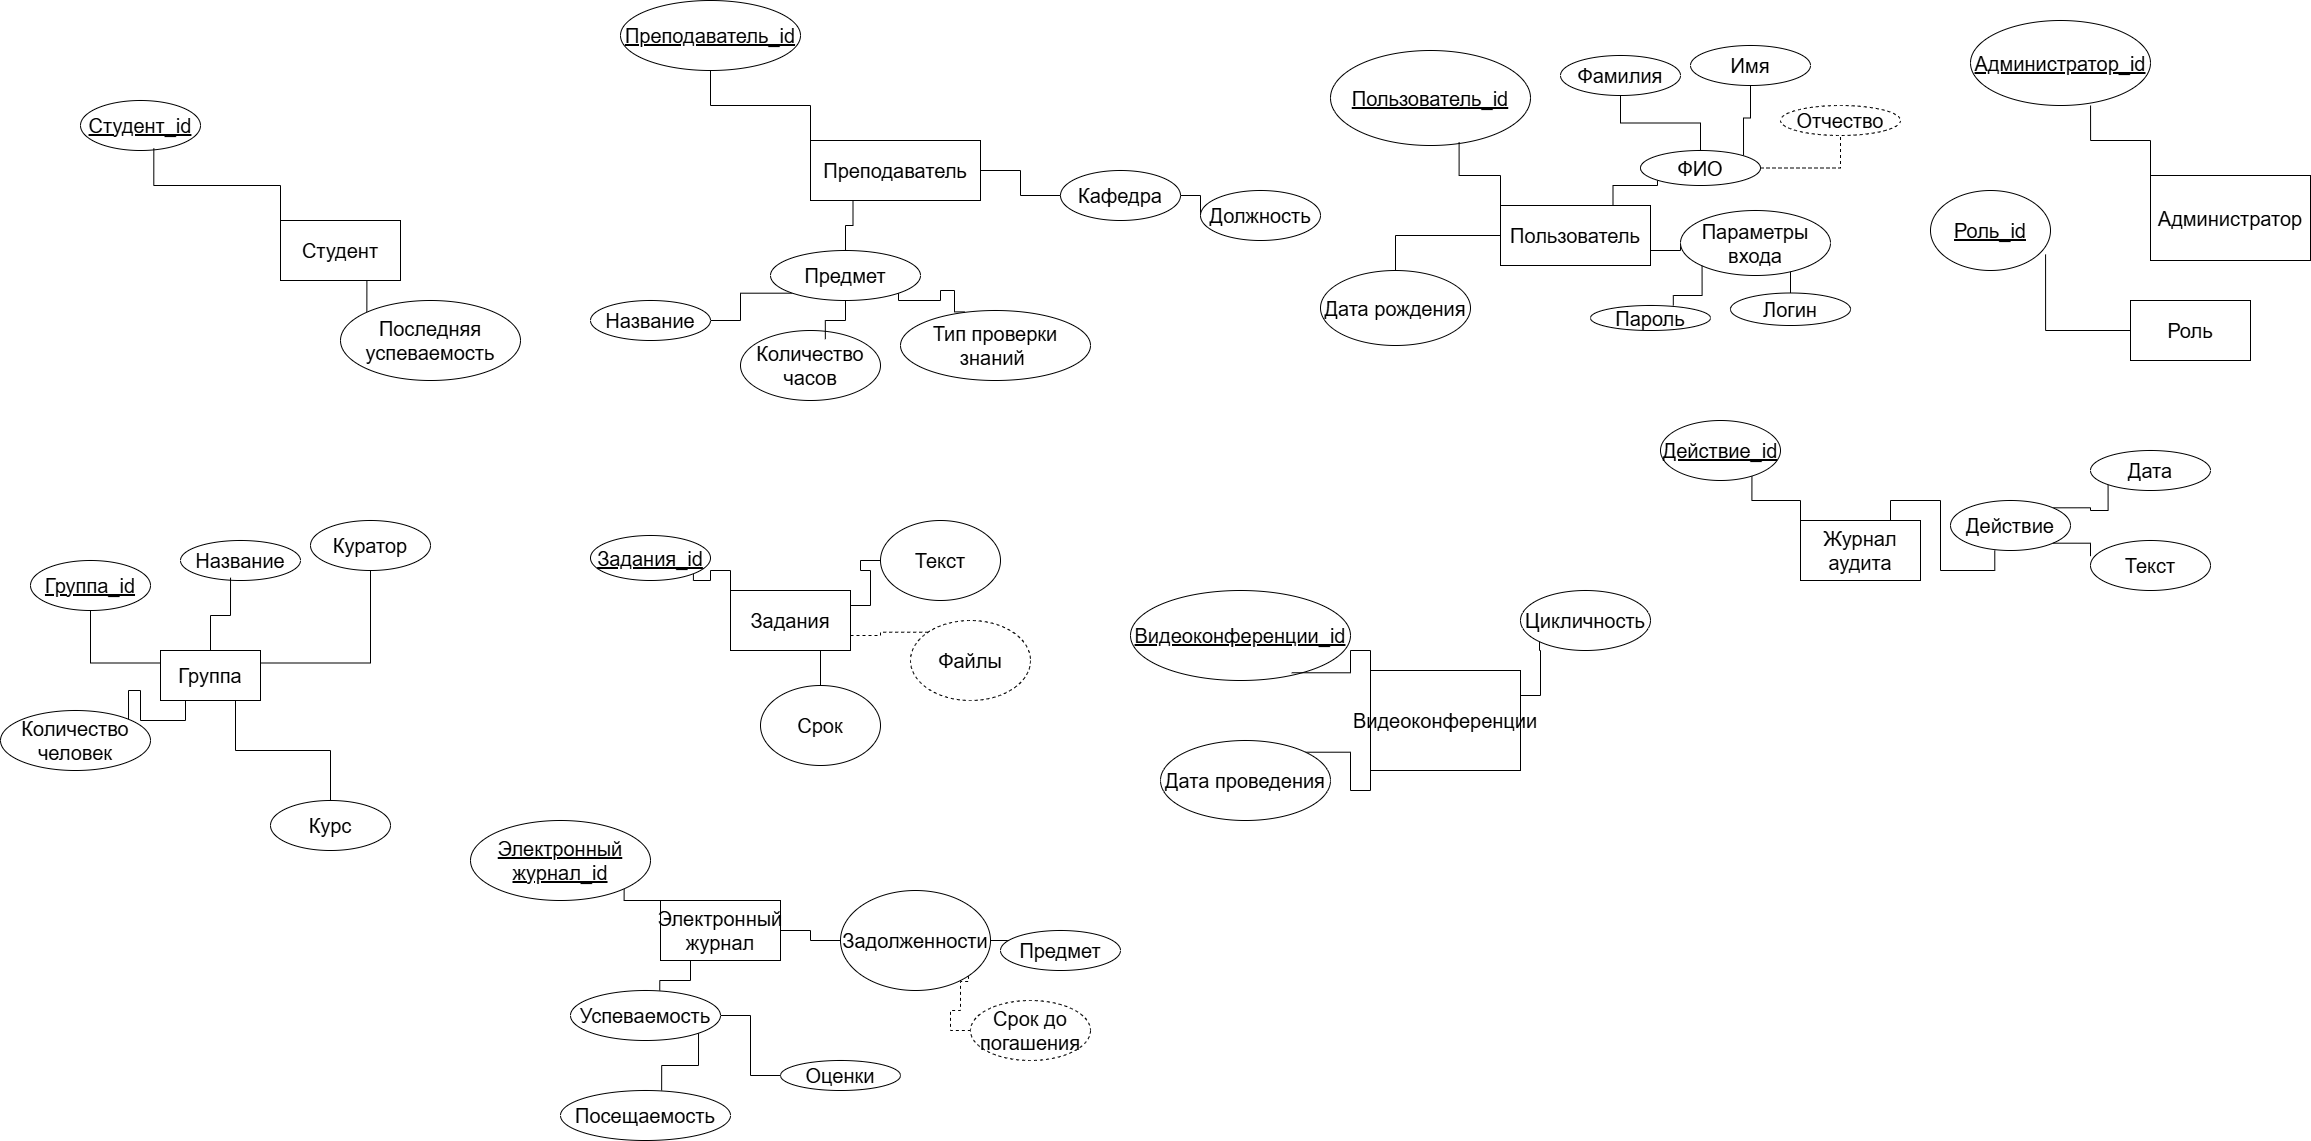 Преподаватель_id
Студент_id
Студент
Последняя
успеваемость
Преподаватель
Кафедра
Должность
Предмет
Название
Количество
часов
Тип проверки
знаний
Пользователь_id
Фамилия
Имя
Отчество
ФИО
Пользователь
Параметры
входа
Дата рождения
Пароль
Логин
Администратор_id
Администратор
Роль_id
Роль
Действие_id
Журнал
аудита
Действие
Дата
Текст
Группа_id
Название
Куратор
Группа
Количество
человек
Курс
Задания_id
Текст
Задания
Файлы
Срок
Видеоконференции_id
Цикличность
Видеоконференции
Дата проведения
Электронный
журнал_id
Электронный
журнал
Задолженности
Предмет
Срок до
погашения
Успеваемость
Оценки
Посещаемость